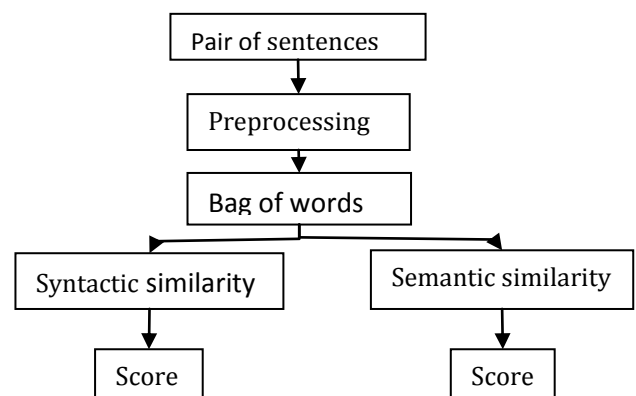 Pair of sentences
Preprocessing
Bag of words
Syntactic similarity
Semantic similarity
Score
Score